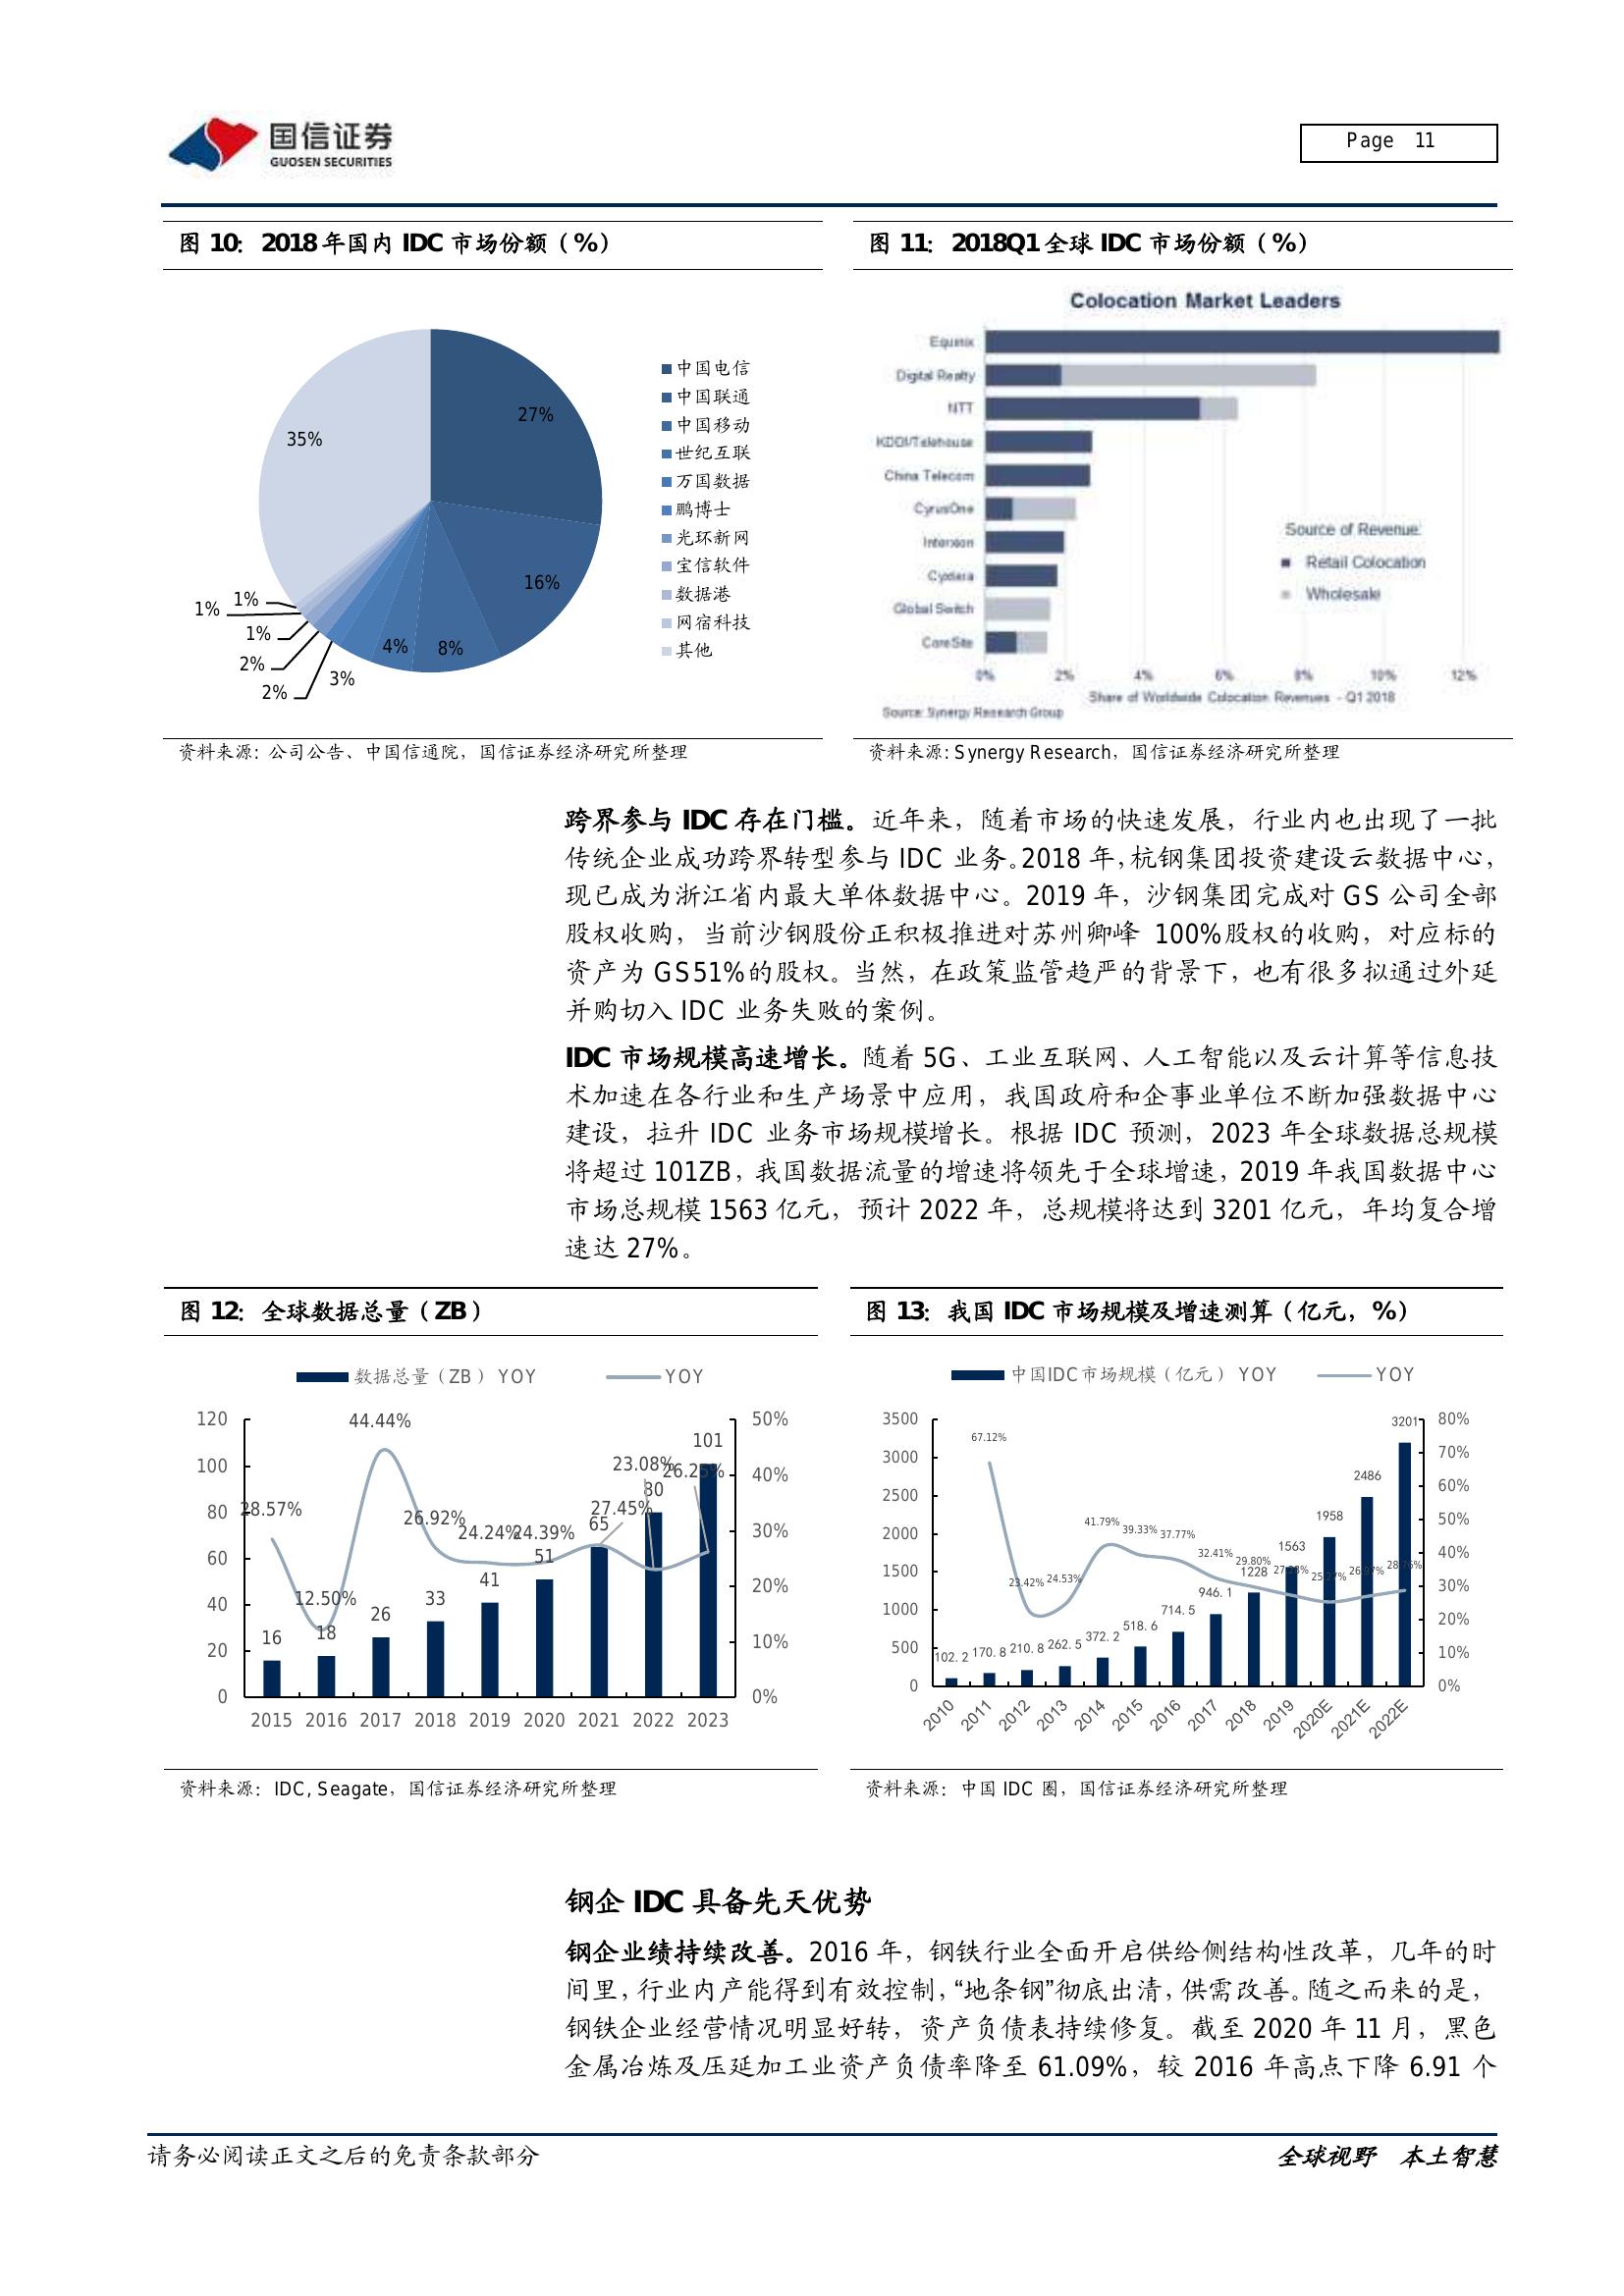 国信证券
GUOSEN SECURITIES
Page 11
图 10：2018 年国内 IDC 市场份额（%）
27%
16%
8%
4%
3%
2%
2%
1%
1%
1%
35%
中国电信
中国联通
中国移动
世纪互联
万国数据
鹏博士
光环新网
宝信软件
数据港
网宿科技
其他
资料来源：公司公告、中国信通院，国信证券经济研究所整理
图 11：2018Q1 全球 IDC 市场份额（%）
Colocation Market Leaders
Equinix
Digital Realty
NTT
KDDI/Telehouse
China Telecom
CyrusOne
Interxion
Cyxtera
Global Switch
CoreSite
Source of Revenue:
Retail Colocation
Wholesale
0% 2% 4% 6% 8% 10% 12%
Share of Worldwide Colocation Revenues - Q1 2018
Source: Synergy Research Group
资料来源：Synergy Research，国信证券经济研究所整理
跨界参与 IDC 存在门槛。近年来，随着市场的快速发展，行业内也出现了一批
传统企业成功跨界转型参与 IDC 业务。2018 年，杭钢集团投资建设云数据中心，
现已成为浙江省内最大单体数据中心。2019 年，沙钢集团完成对 GS 公司全部
股权收购，当前沙钢股份正积极推进对苏州卿峰 100%股权的收购，对应标的
资产为 GS51%的股权。当然，在政策监管趋严的背景下，也有很多拟通过外延
并购切入 IDC 业务失败的案例。
IDC 市场规模高速增长。随着 5G、工业互联网、人工智能以及云计算等信息技
术加速在各行业和生产场景中应用，我国政府和企事业单位不断加强数据中心
建设，拉升 IDC 业务市场规模增长。根据 IDC 预测，2023 年全球数据总规模
将超过 101ZB，我国数据流量的增速将领先于全球增速，2019 年我国数据中心
市场总规模 1563 亿元，预计 2022 年，总规模将达到 3201 亿元，年均复合增
速达 27%。
图 12：全球数据总量（ZB）
数据总量（ZB） YOY
YOY
120
100
80
60
40
20
0
50%
40%
30%
20%
10%
0%
28.57%
12.50%
44.44%
26.92%
24.24%
24.39%
27.45%
23.08%
26.25%
16
18
26
33
41
51
65
80
101
2015 2016 2017 2018 2019 2020 2021 2022 2023
资料来源：IDC, Seagate，国信证券经济研究所整理
图 13：我国 IDC 市场规模及增速测算（亿元，%）
中国IDC市场规模（亿元） YOY
YOY
3500
3000
2500
2000
1500
1000
500
0
80%
70%
60%
50%
40%
30%
20%
10%
0%
67.12%
23.42%
24.53%
41.79%
39.33%
37.77%
32.41%
29.80%
102.2
170.8
210.8
262.5
372.2
518.6
714.5
946.1
1228
1563
1958
2486
3201
2010 2011 2012 2013 2014 2015 2016 2017 2018 2019 2020E 2021E 2022E
资料来源：中国 IDC 圈，国信证券经济研究所整理
钢企 IDC 具备先天优势
钢企业绩持续改善。2016 年，钢铁行业全面开启供给侧结构性改革，几年的时
间里，行业内产能得到有效控制，“地条钢”彻底出清，供需改善。随之而来的是，
钢铁企业经营情况明显好转，资产负债表持续修复。截至 2020 年 11 月，黑色
金属冶炼及压延加工业资产负债率降至 61.09%，较 2016 年高点下降 6.91 个
请务必阅读正文之后的免责条款部分
全球视野 本土智慧